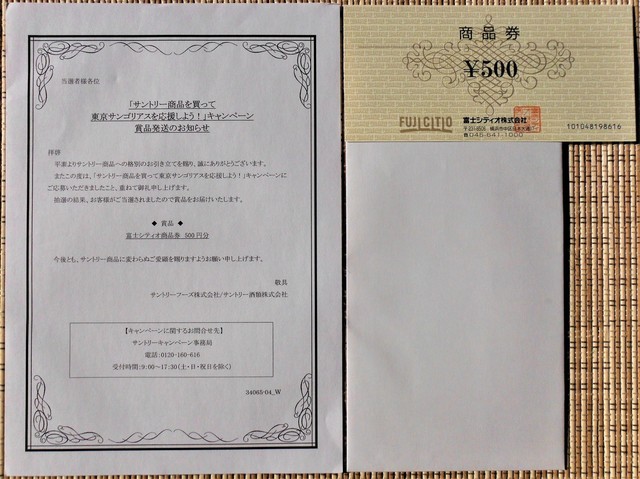 当選者様各位
「サントリー商品を買って
東京サンゴリアスを応援しよう！」キャンペーン
賞品発送のお知らせ
拝啓
平素よりサントリー商品への格別のお引き立てを賜り、誠にありがとうございます。
またこの度は、「サントリー商品を買って東京サンゴリアスを応援しよう！」キャンペーンに
ご応募いただきましたこと、重ねて御礼申し上げます。
抽選の結果、お客様がご当選されましたので賞品をお届けいたします。
◆ 賞品 ◆
富士シティオ商品券 500円分
今後とも、サントリー商品に変わらぬご愛顧を賜りますようお願い申し上げます。
敬具
サントリーフーズ株式会社/サントリー酒類株式会社
【キャンペーンに関するお問合せ先】
サントリーキャンペーン事務局
電話：0120-160-616
受付時間：9:00～17:30（土・日・祝日を除く）
34065-04_W
商品券
¥500
FUJI CITIO
富士シティオ株式会社
〒231-8506 横浜市中区日本大通
☎045-641-1000
101048198616